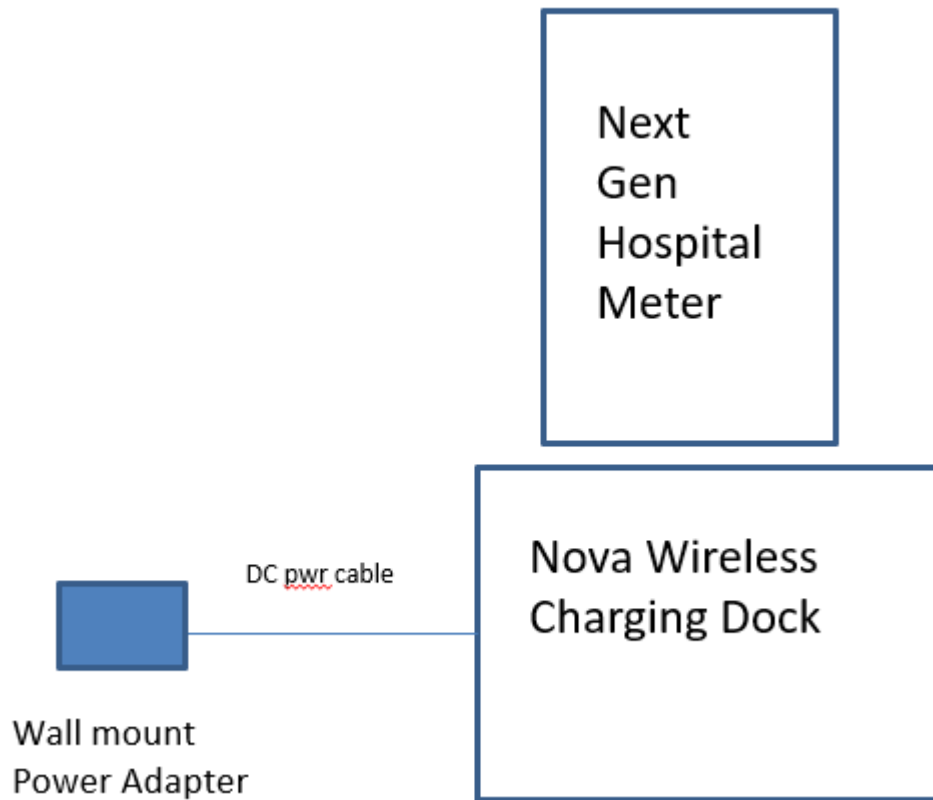 Next
Gen
Hospital
Meter
Nova Wireless
Charging Dock
DC pwr cable
Wall mount
Power Adapter